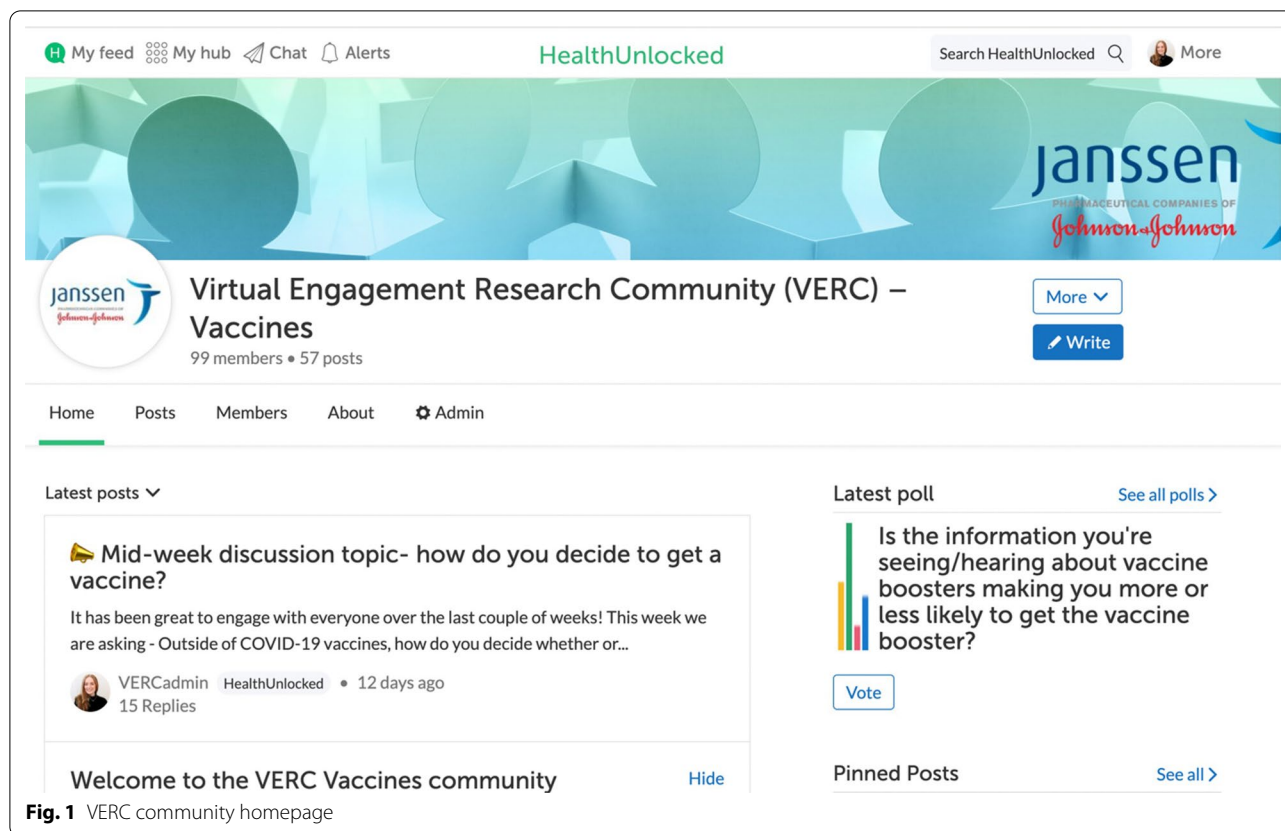 My feed My hub Chat Alerts HealthUnlocked Search HealthUnlocked More
Janssen
PHARMACEUTICAL COMPANIES OF
Johnson & Johnson
Janssen
PHARMACEUTICAL COMPANIES OF
Johnson & Johnson
Virtual Engagement Research Community (VERC) –
Vaccines
99 members • 57 posts
More
Write
Home Posts Members About Admin
Latest posts
Mid-week discussion topic- how do you decide to get a
vaccine?
It has been great to engage with everyone over the last couple of weeks! This week we
are asking - Outside of COVID-19 vaccines, how do you decide whether or...
VERCadmin HealthUnlocked • 12 days ago
15 Replies
Welcome to the VERC Vaccines community Hide
Latest poll See all polls >
Is the information you're
seeing/hearing about vaccine
boosters making you more or
less likely to get the vaccine
booster?
Vote
Pinned Posts See all >
Fig. 1 VERC community homepage